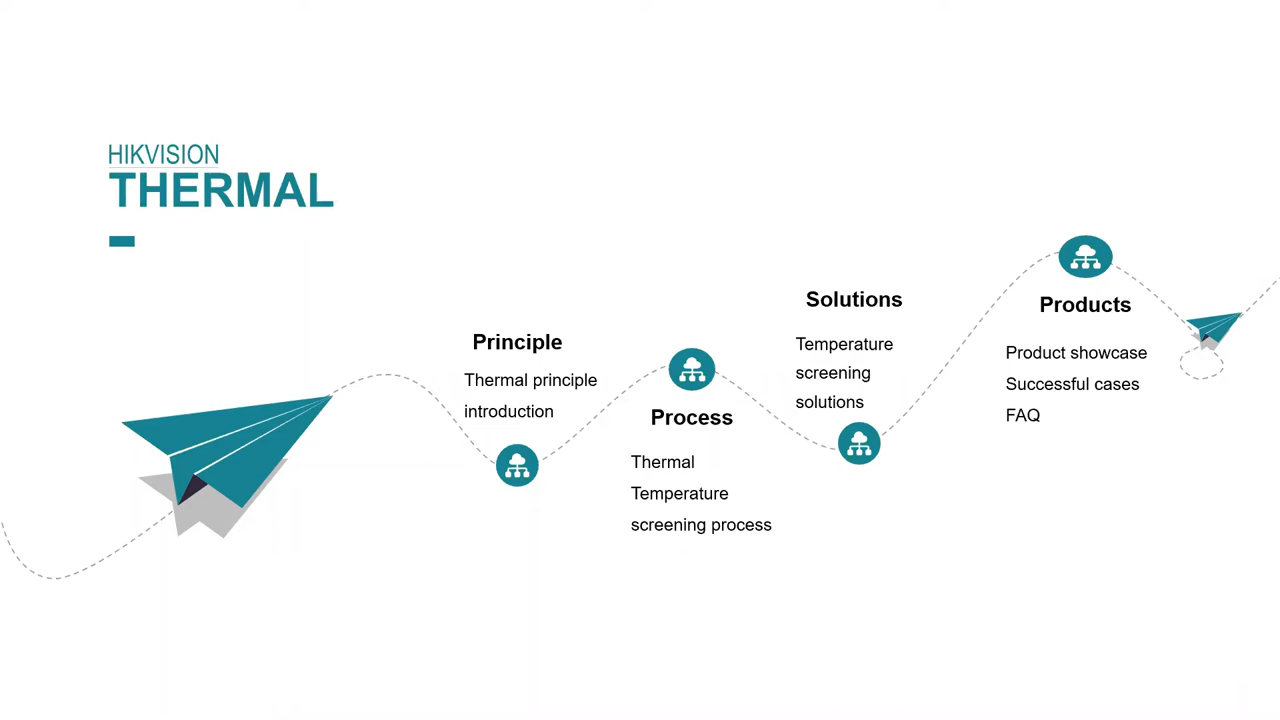 HIKVISION
THERMAL
Principle
Thermal principle
introduction
Process
Thermal
Temperature
screening process
Solutions
Temperature
screening
solutions
Products
Product showcase
Successful cases
FAQ